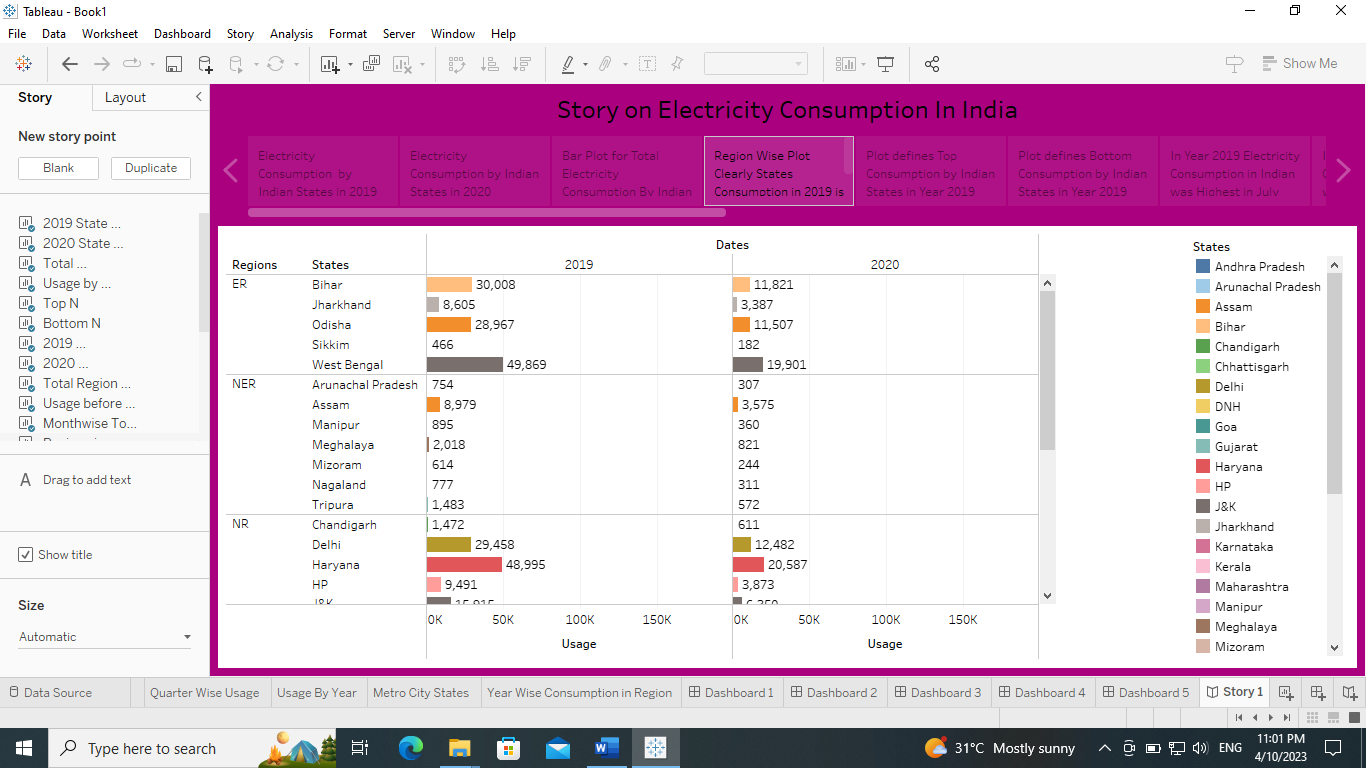 Tableau - Book1
File Data Worksheet Dashboard Story Analysis Format Server Window Help
Show Me
Story Layout
New story point
Blank Duplicate
2019 State ...
2020 State ...
Total ...
Usage by ...
Top N
Bottom N
2019 ...
2020 ...
Total Region ...
Usage before ...
Monthwise To...
A Drag to add text
Show title
Size
Automatic
Story on Electricity Consumption In India
Electricity
Consumption by
Indian States in 2019
Electricity
Consumption by Indian
States in 2020
Bar Plot for Total
Electricity
Consumption By Indian
Region Wise Plot
Clearly States
Consumption in 2019 is
Plot defines Top
Consumption by Indian
States in Year 2019
Plot defines Bottom
Consumption by Indian
States in Year 2019
In Year 2019 Electricity
Consumption in Indian
was Highest in July
Dates
Regions States 2019 2020
ER Bihar 30,008 11,821
Jharkhand 8,605 3,387
Odisha 28,967 11,507
Sikkim 466 182
West Bengal 49,869 19,901
NER Arunachal Pradesh 754 307
Assam 8,979 3,575
Manipur 895 360
Meghalaya 2,018 821
Mizoram 614 244
Nagaland 777 311
Tripura 1,483 572
NR Chandigarh 1,472 611
Delhi 29,458 12,482
Haryana 48,995 20,587
HP 9,491 3,873
J&K
0K 50K 100K 150K 0K 50K 100K 150K
Usage Usage
States
Andhra Pradesh
Arunachal Pradesh
Assam
Bihar
Chandigarh
Chhattisgarh
Delhi
DNH
Goa
Gujarat
Haryana
HP
J&K
Jharkhand
Karnataka
Kerala
Maharashtra
Manipur
Meghalaya
Mizoram
Data Source Quarter Wise Usage Usage By Year Metro City States Year Wise Consumption in Region Dashboard 1 Dashboard 2 Dashboard 3 Dashboard 4 Dashboard 5 Story 1
Type here to search 31°C Mostly sunny ENG 11:01 PM
4/10/2023